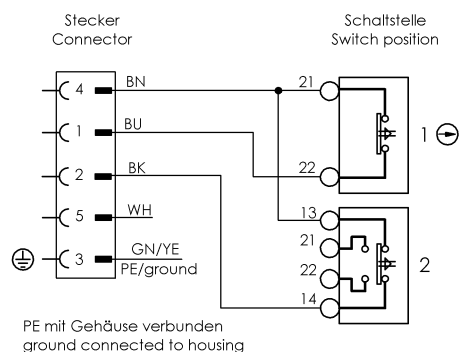 Stecker
Connector
Schaltstelle
Switch position
4 BN 21
1 BU
1
2 BK 22
5 WH 13
21
3 GN/YE
PE/ground
22
2
14
PE mit Gehäuse verbunden
ground connected to housing